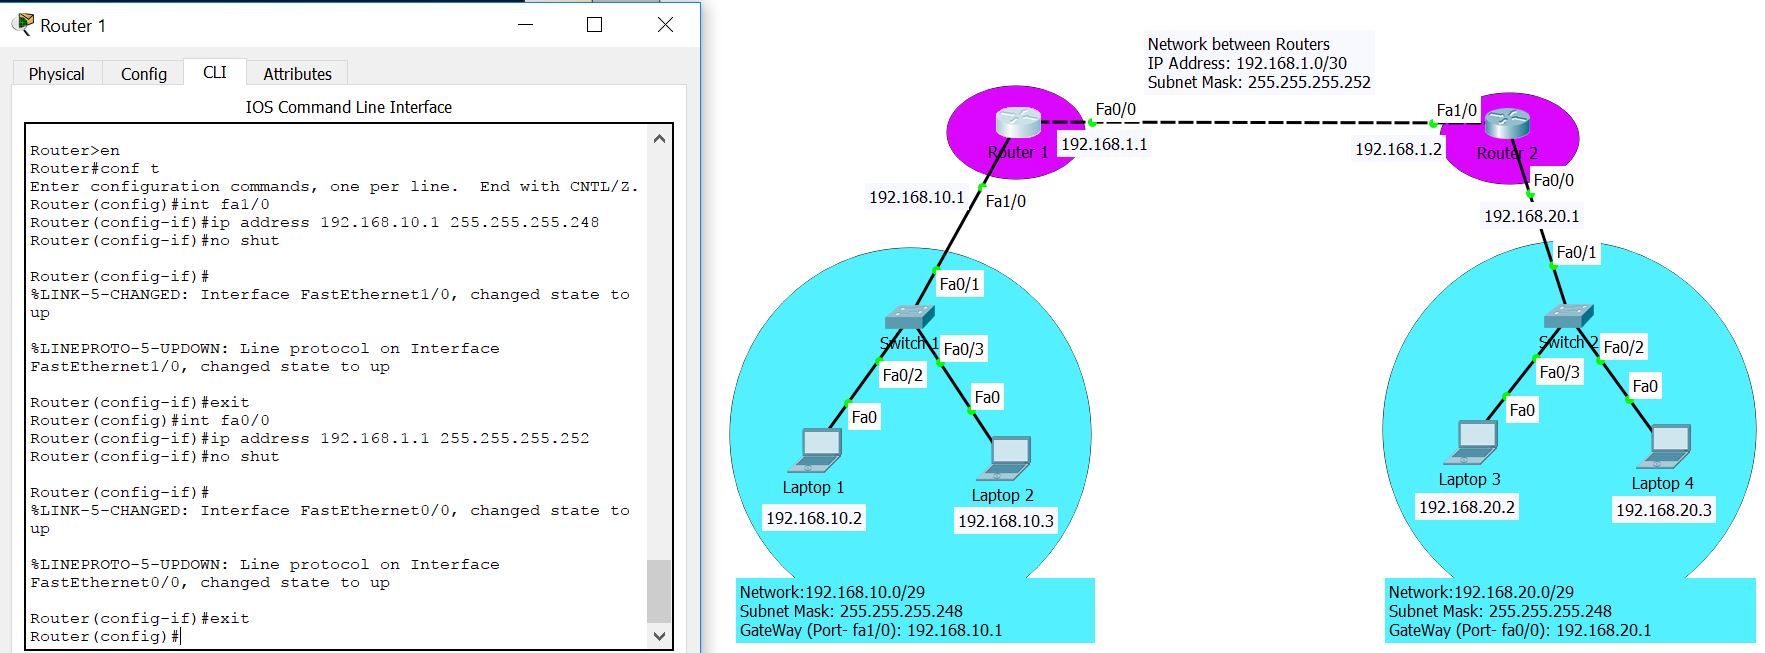 Router 1
Physical
Config
CLI
Attributes
IOS Command Line Interface
Router>en
Router#conf t
Enter configuration commands, one per line.  End with CNTL/Z.
Router(config)#int fa1/0
Router(config-if)#ip address 192.168.10.1 255.255.255.248
Router(config-if)#no shut
Router(config-if)#
%LINK-5-CHANGED: Interface FastEthernet1/0, changed state to
up
%LINEPROTO-5-UPDOWN: Line protocol on Interface
FastEthernet1/0, changed state to up
Router(config-if)#exit
Router(config)#int fa0/0
Router(config-if)#ip address 192.168.1.1 255.255.255.252
Router(config-if)#no shut
Router(config-if)#
%LINK-5-CHANGED: Interface FastEthernet0/0, changed state to
up
%LINEPROTO-5-UPDOWN: Line protocol on Interface
FastEthernet0/0, changed state to up
Router(config-if)#exit
Router(config)#
Network between Routers
IP Address: 192.168.1.0/30
Subnet Mask: 255.255.255.252
Fa0/0
Fa1/0
192.168.1.1
192.168.1.2
Router 1
Router 2
192.168.10.1
Fa1/0
Fa0/0
192.168.20.1
Fa0/1
Switch 1
Fa0/3
Fa0/2
Fa0
Fa0
Laptop 1
Laptop 2
192.168.10.2
192.168.10.3
Network:192.168.10.0/29
Subnet Mask: 255.255.255.248
GateWay (Port- fa1/0): 192.168.10.1
Fa0/1
Switch 2
Fa0/2
Fa0/3
Fa0
Fa0
Laptop 3
Laptop 4
192.168.20.2
192.168.20.3
Network:192.168.20.0/29
Subnet Mask: 255.255.255.248
GateWay (Port- fa0/0): 192.168.20.1